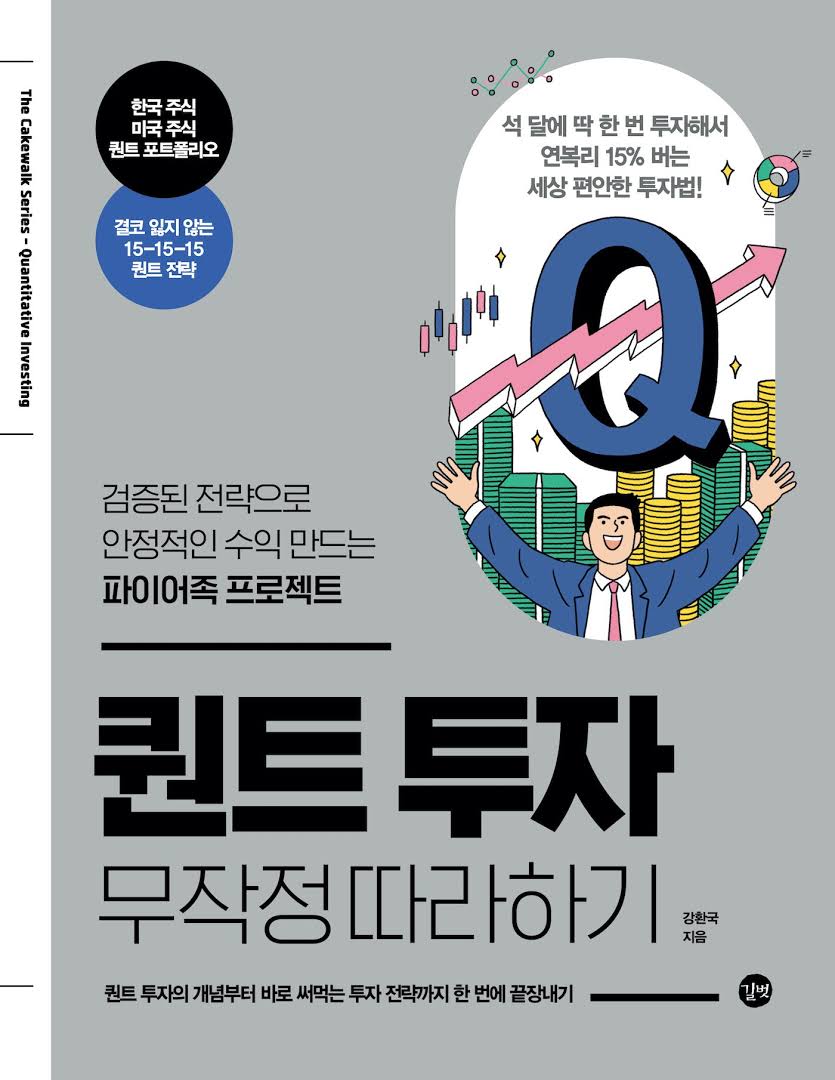 The Cakewalk Series – Quantitative Investing
한국 주식
미국 주식
퀀트 포트폴리오
결코 잃지 않는
15-15-15
퀀트 전략
석 달에 딱 한 번 투자해서
연복리 15% 버는
세상 편안한 투자법!
Q
검증된 전략으로
안정적인 수익 만드는
파이어족 프로젝트
퀀트 투자
무작정 따라하기
강환국
지음
퀀트 투자의 개념부터 바로 써먹는 투자 전략까지 한 번에 끝장내기
길벗